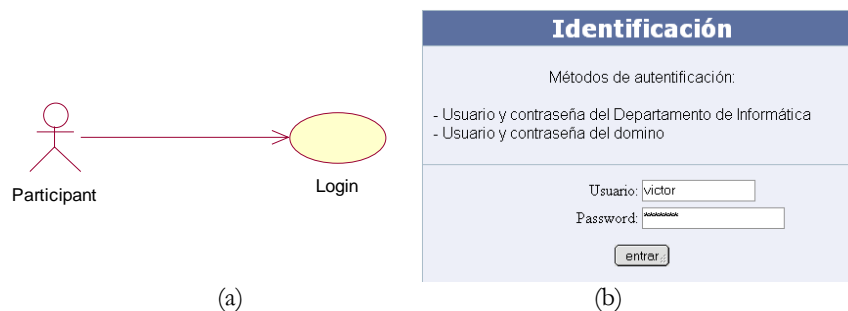 Participant
Login
(a)
Identificación
Métodos de autentificación:
- Usuario y contraseña del Departamento de Informática
- Usuario y contraseña del domino
Usuario: victor
Password: *******
entrar
(b)